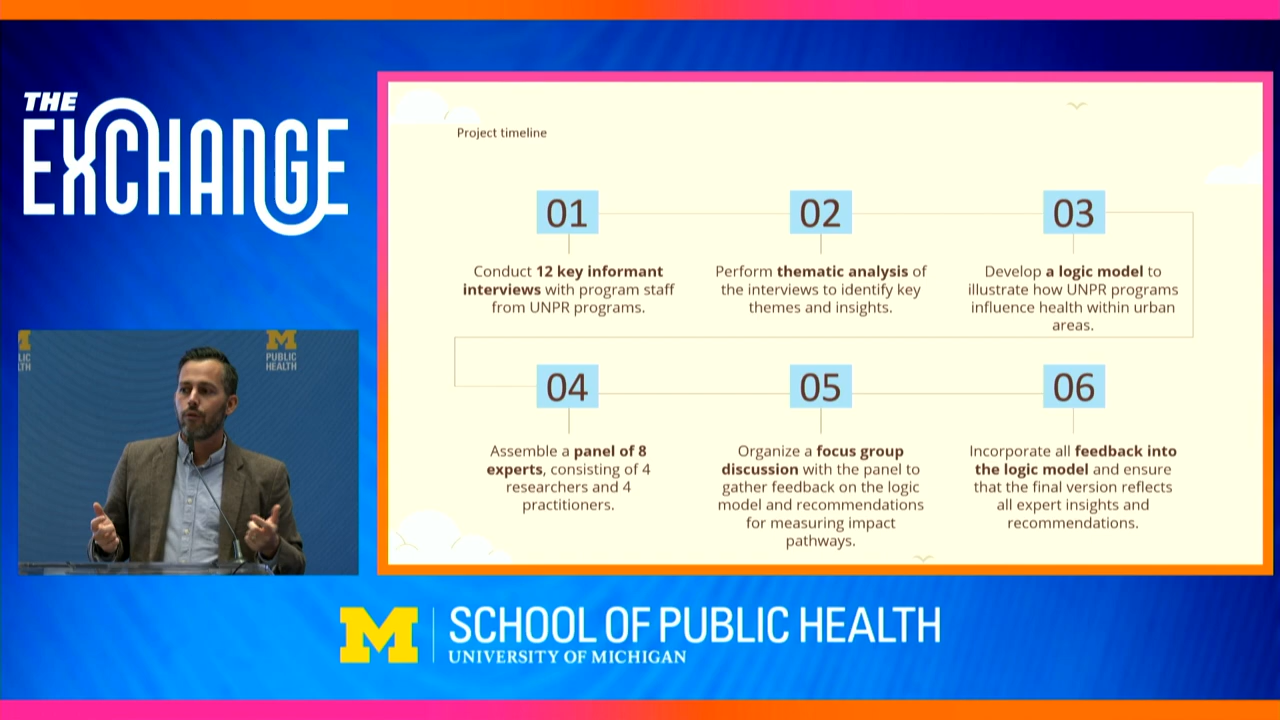 THE
EXCHANGE
Project timeline
01
Conduct 12 key informant
interviews with program staff
from UNPR programs.
02
Perform thematic analysis of
the interviews to identify key
themes and insights.
03
Develop a logic model to
illustrate how UNPR programs
influence health within urban
areas.
04
Assemble a panel of 8
experts, consisting of 4
researchers and 4
practitioners.
05
Organize a focus group
discussion with the panel to
gather feedback on the logic
model and recommendations
for measuring impact
pathways.
06
Incorporate all feedback into
the logic model and ensure
that the final version reflects
all expert insights and
recommendations.
LIC
LTH
M
PUBLIC
HEALTH
M
SCHOOL OF PUBLIC HEALTH
UNIVERSITY OF MICHIGAN